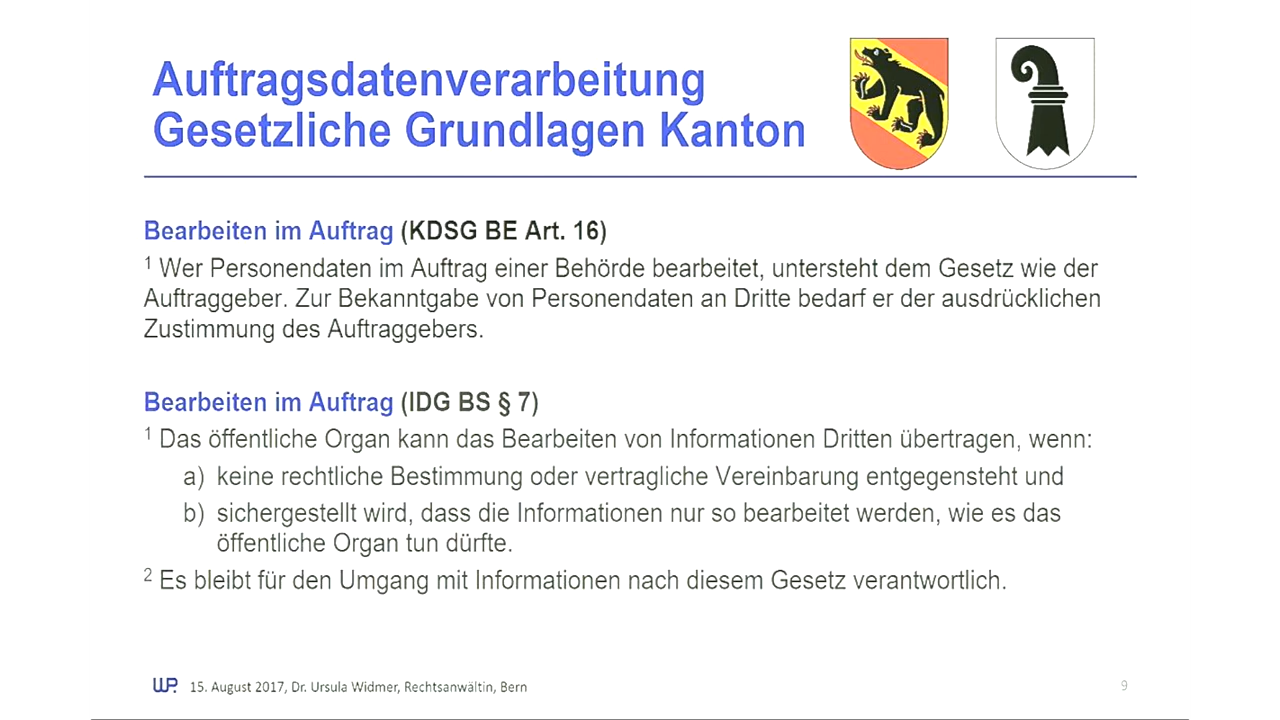 Auftragsdatenverarbeitung
Gesetzliche Grundlagen Kanton
Bearbeiten im Auftrag (KDSG BE Art. 16)
1 Wer Personendaten im Auftrag einer Behörde bearbeitet, untersteht dem Gesetz wie der
Auftraggeber. Zur Bekanntgabe von Personendaten an Dritte bedarf er der ausdrücklichen
Zustimmung des Auftraggebers.
Bearbeiten im Auftrag (IDG BS § 7)
1 Das öffentliche Organ kann das Bearbeiten von Informationen Dritten übertragen, wenn:
a) keine rechtliche Bestimmung oder vertragliche Vereinbarung entgegensteht und
b) sichergestellt wird, dass die Informationen nur so bearbeitet werden, wie es das
öffentliche Organ tun dürfte.
2 Es bleibt für den Umgang mit Informationen nach diesem Gesetz verantwortlich.
WP. 15. August 2017, Dr. Ursula Widmer, Rechtsanwältin, Bern
9